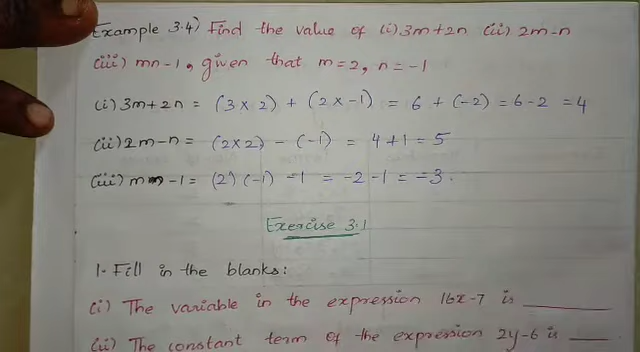 Example 3.4) Find the value of (i) 3m+2n (ii) 2m-n
(iii) mn-1, given that m=2, n=-1
(i) 3m+2n = (3×2) + (2×-1) = 6 + (-2) = 6-2 = 4
(ii) 2m-n = (2×2) - (-1) = 4+1 = 5
(iii) mn -1 = (2) (-1) -1 = -2 -1 = -3.
Exercise 3.1
1. Fill in the blanks:
(i) The variable in the expression 16x-7 is ________
(ii) The constant term of the expression 2y-6 is ____